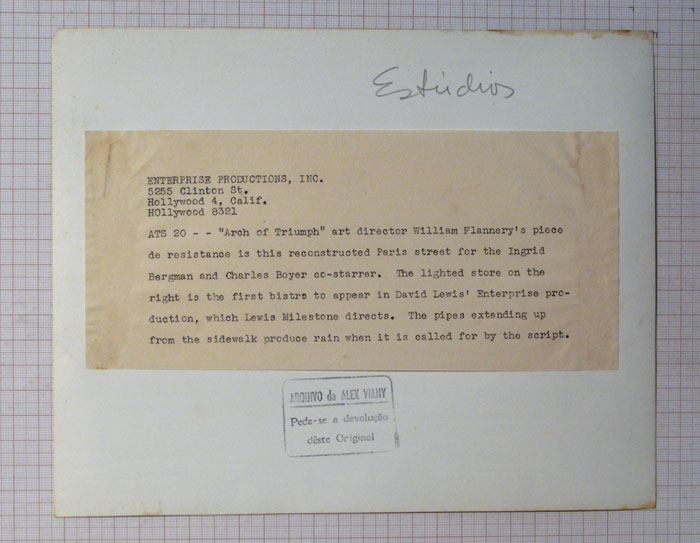 Estúdios
ENTERPRISE PRODUCTIONS, INC.
5255 Clinton St.
Hollywood 4, Calif.
HOllywood 8321
ATS 20 - - "Arch of Triumph" art director William Flannery's piece
de resistance is this reconstructed Paris street for the Ingrid
Bergman and Charles Boyer co-starrer.  The lighted store on the
right is the first bistro to appear in David Lewis' Enterprise pro-
duction, which Lewis Milestone directs.  The pipes extending up
from the sidewalk produce rain when it is called for by the script.
ARQUIVO de ALEX VIANY
Pede-se a devolução
dêste Original